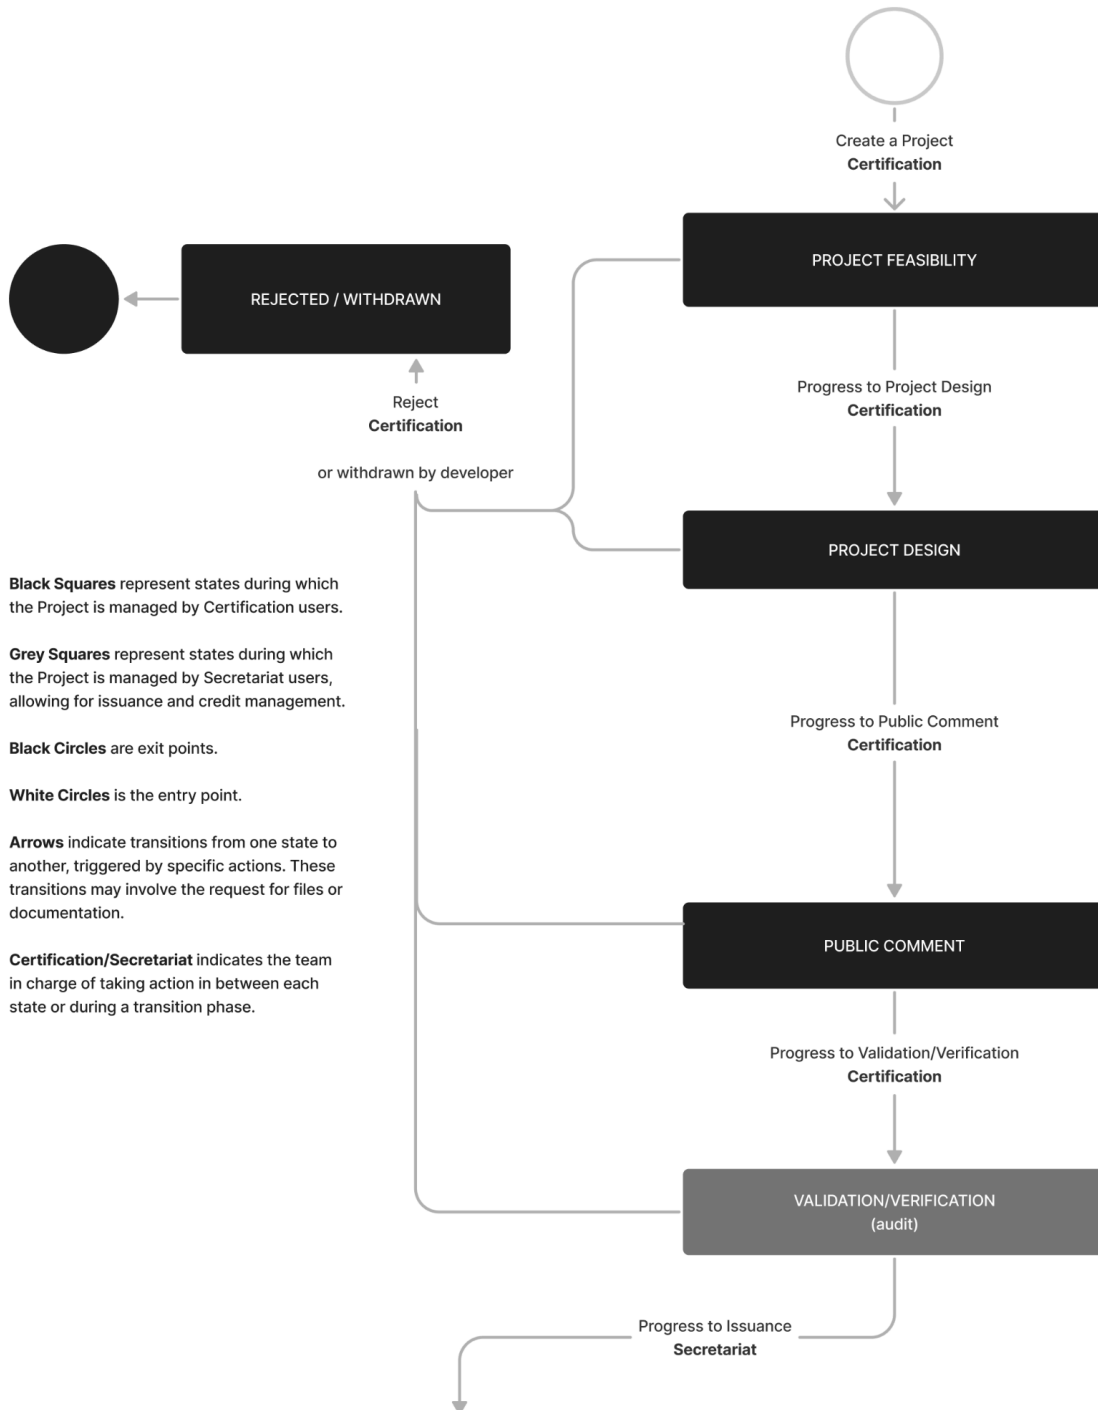 Create a Project
Certification
PROJECT FEASIBILITY
REJECTED / WITHDRAWN
Progress to Project Design
Certification
Reject
Certification
or withdrawn by developer
PROJECT DESIGN
Black Squares represent states during which
the Project is managed by Certification users.
Grey Squares represent states during which
the Project is managed by Secretariat users,
allowing for issuance and credit management.
Black Circles are exit points.
White Circles is the entry point.
Arrows indicate transitions from one state to
another, triggered by specific actions. These
transitions may involve the request for files or
documentation.
Certification/Secretariat indicates the team
in charge of taking action in between each
state or during a transition phase.
Progress to Public Comment
Certification
PUBLIC COMMENT
Progress to Validation/Verification
Certification
VALIDATION/VERIFICATION
(audit)
Progress to Issuance
Secretariat